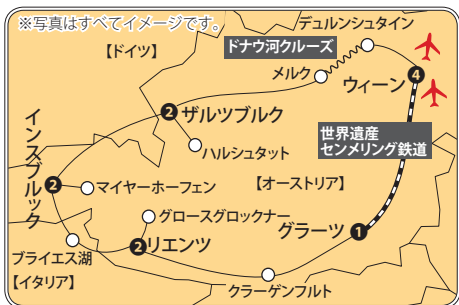 ※写真はすべてイメージです。
デュルンシュタイン
【ドイツ】
ドナウ河クルーズ
メルク
ウィーン
4
2
ザルツブルク
世界遺産
センメリング鉄道
ハルシュタット
インスブルック
2
マイヤーホーフェン
【オーストリア】
グロースグロックナー
グラーツ
1
2
リエンツ
ブライエス湖
【イタリア】
クラーゲンフルト